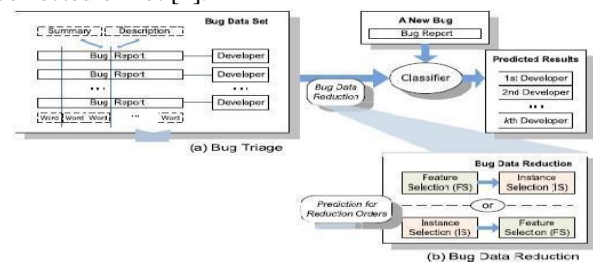 Bug Data Set
Summary
Description
Bug Report
Developer
Bug Report
Developer
...
...
Bug Report
Developer
Word
Word
Word
...
Word
(a) Bug Triage
Bug Data
Reduction
A New Bug
Bug Report
Classifier
Predicted Results
1st Developer
2nd Developer
...
kth Developer
Prediction for
Reduction Orders
Bug Data Reduction
Feature
Selection (FS)
Instance
Selection (IS)
or
Instance
Selection (IS)
Feature
Selection (FS)
(b) Bug Data Reduction